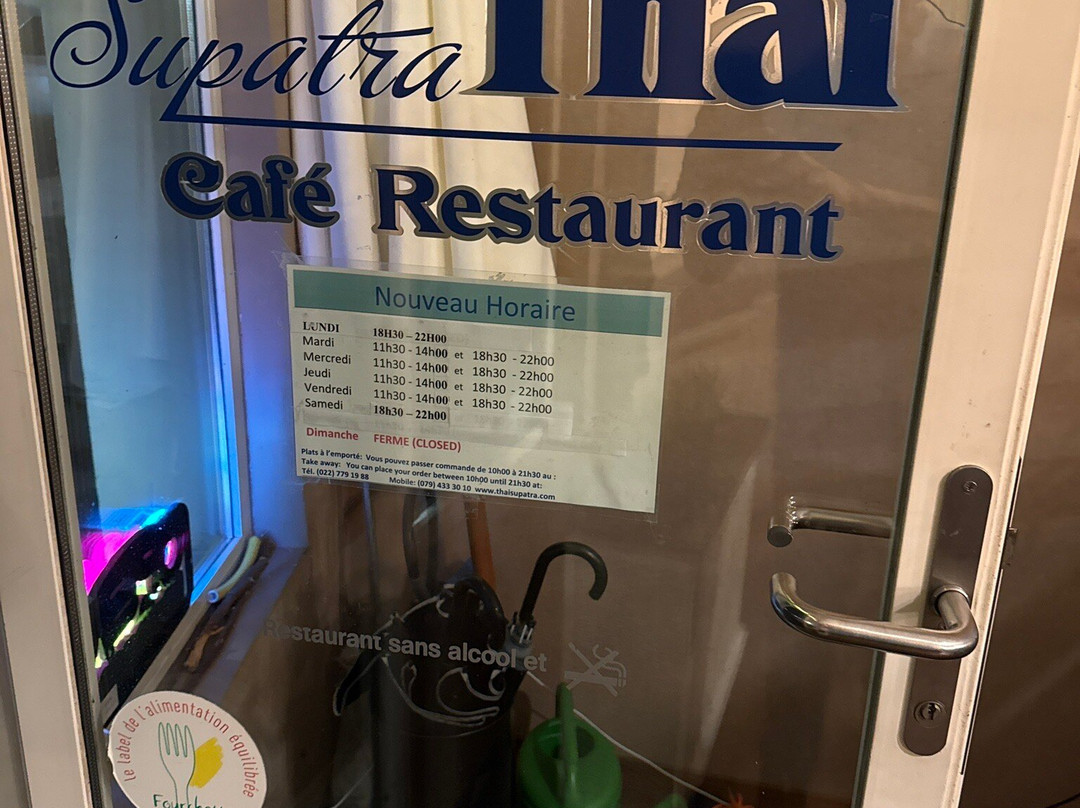 Supatra Thai
Café Restaurant
Nouveau Horaire
LUNDI 18H30 – 22H00
Mardi 11h30 - 14h00 et 18h30 - 22h00
Mercredi 11h30 - 14h00 et 18h30 - 22h00
Jeudi 11h30 - 14h00 et 18h30 - 22h00
Vendredi 11h30 - 14h00 et 18h30 - 22h00
Samedi 18h30 – 22h00
Dimanche FERME (CLOSED)
Plats à l'emporté: Vous pouvez passer commande de 10h00 à 21h30 au :
Take away: You can place your order between 10h00 until 21h30 at:
Tél. (022) 779 19 88 Mobile: (079) 433 30 10 www.thaisupatra.com
Restaurant sans alcool et
le label de l'alimentation équilibrée